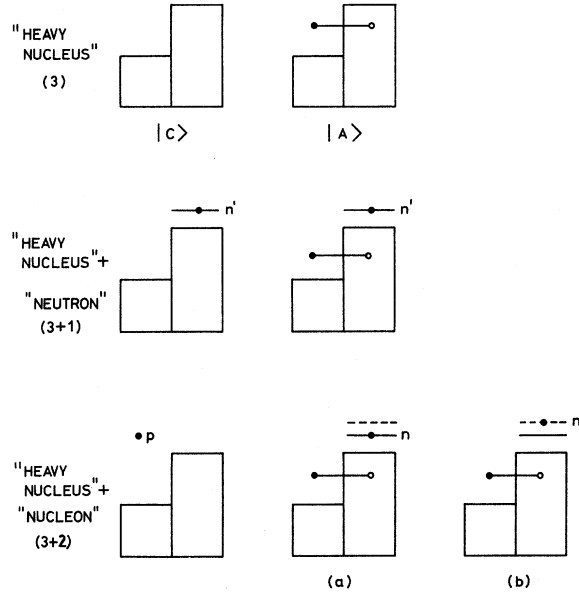 "HEAVY
NUCLEUS"
(3)
|C⟩
|A⟩
n'
n'
"HEAVY
NUCLEUS"+
"NEUTRON"
(3+1)
p
n
n
"HEAVY
NUCLEUS"+
"NUCLEON"
(3+2)
(a)
(b)